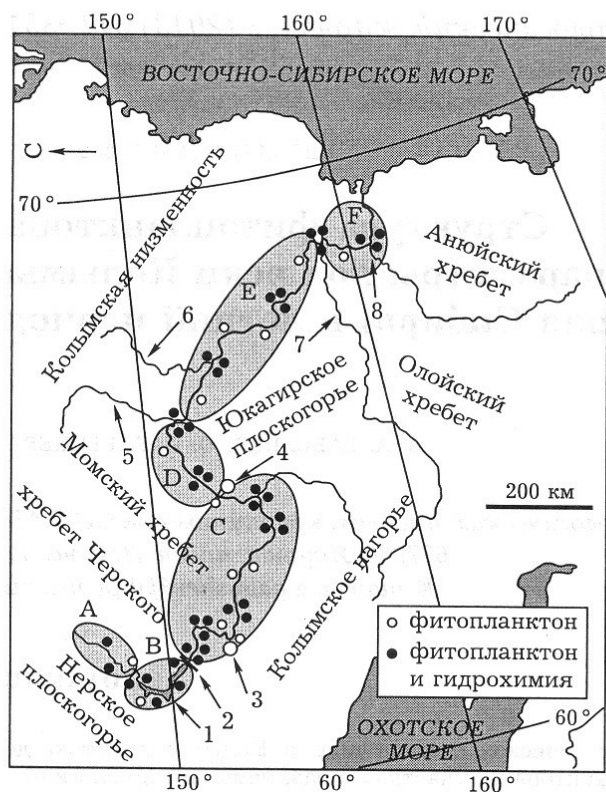 150°
160°
170°
ВОСТОЧНО-СИБИРСКОЕ МОРЕ
70°
С
70°
Колымская низменность
F
Анюйский
хребет
E
6
8
7
Олойский
хребет
Юкагирское
плоскогорье
5
4
D
Момский хребет
200 км
C
хребет Черского
Колымское нагорье
A
B
Нерское
плоскогорье
1
2
3
фитопланктон
фитопланктон
и гидрохимия
ОХОТСКОЕ
МОРЕ
60°
150°
60°
160°